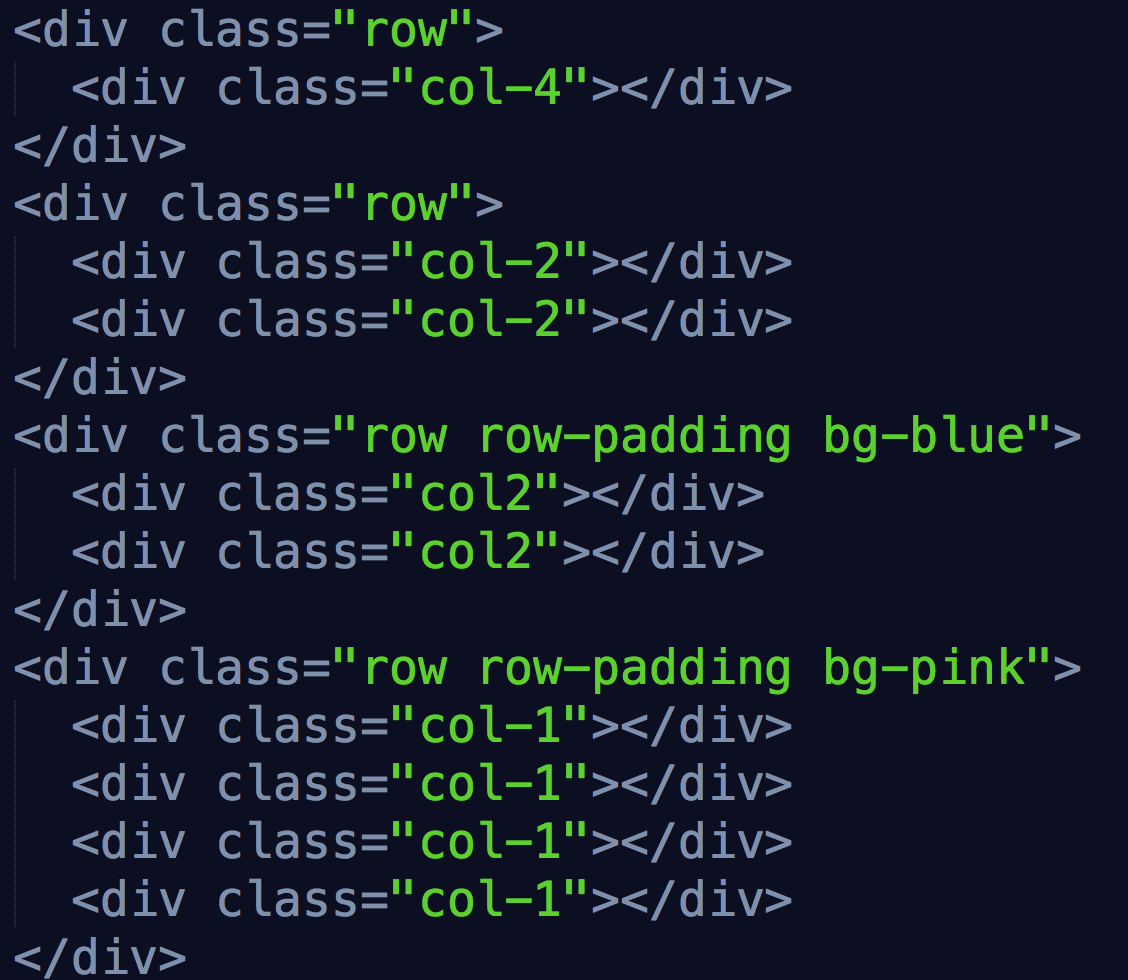 <div class="row">
  <div class="col-4"></div>
</div>
<div class="row">
  <div class="col-2"></div>
  <div class="col-2"></div>
</div>
<div class="row row-padding bg-blue">
  <div class="col2"></div>
  <div class="col2"></div>
</div>
<div class="row row-padding bg-pink">
  <div class="col-1"></div>
  <div class="col-1"></div>
  <div class="col-1"></div>
  <div class="col-1"></div>
</div>